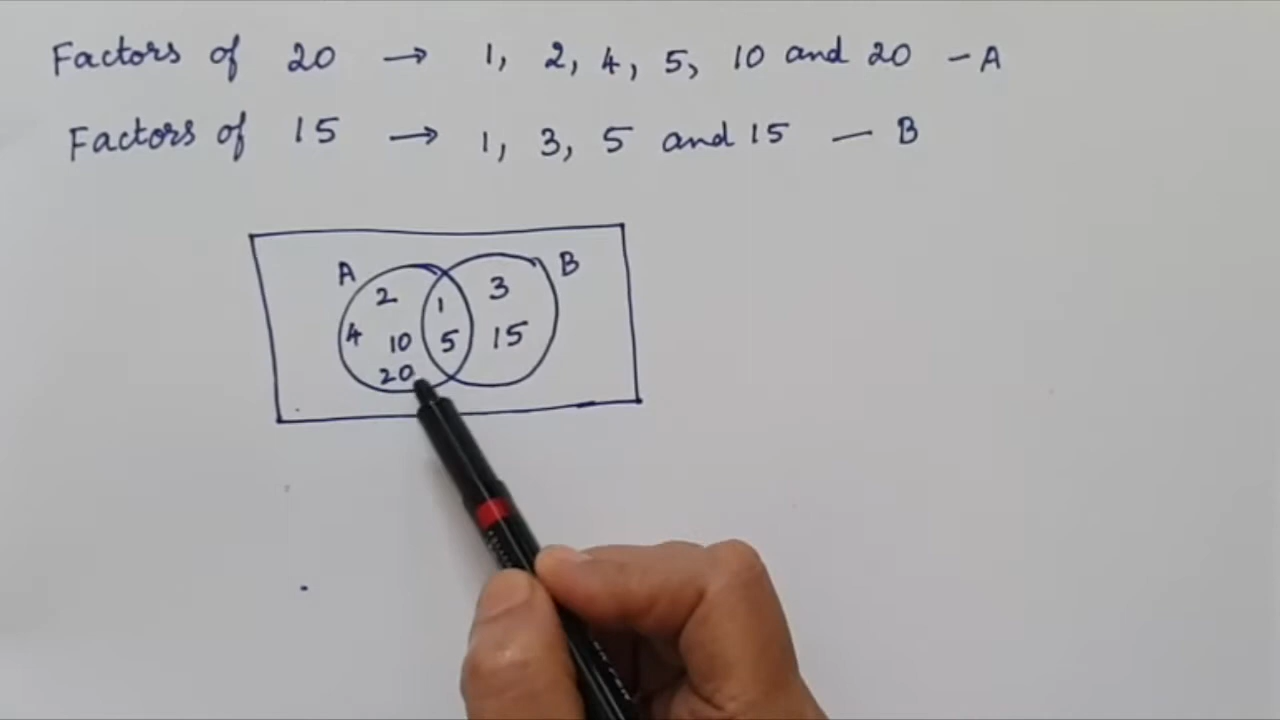 Factors of 20 → 1, 2, 4, 5, 10 and 20 - A
Factors of 15 → 1, 3, 5 and 15 — B
A B
2 1 3
4 10 5 15
20